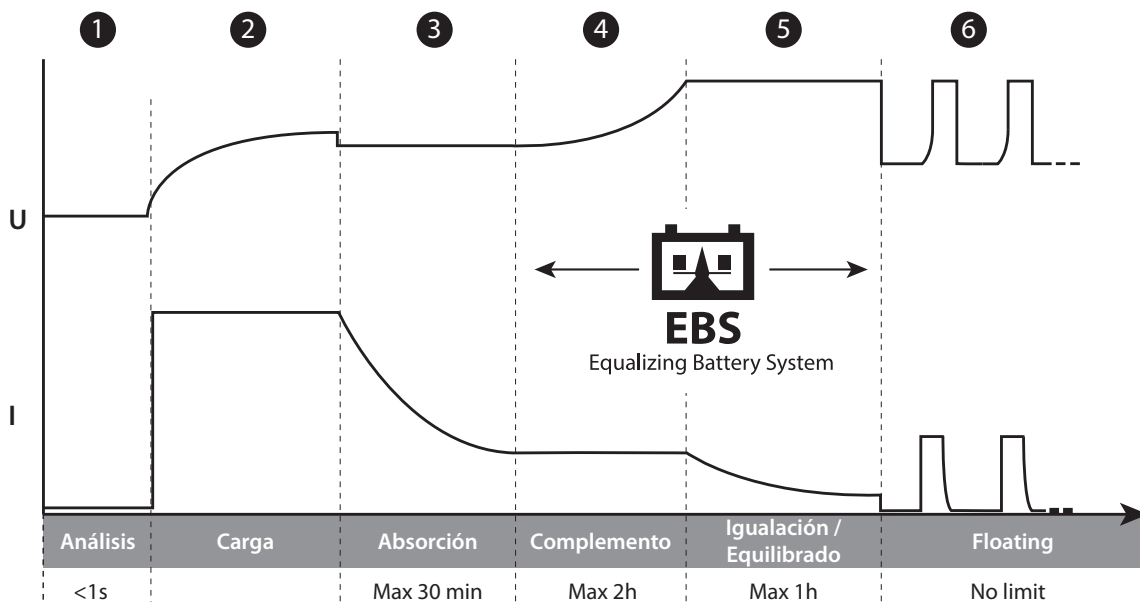 1 2 3 4 5 6
U
EBS
Equalizing Battery System
I
Análisis Carga Absorción Complemento Igualación / Equilibrado Floating
<1s Max 30 min Max 2h Max 1h No limit